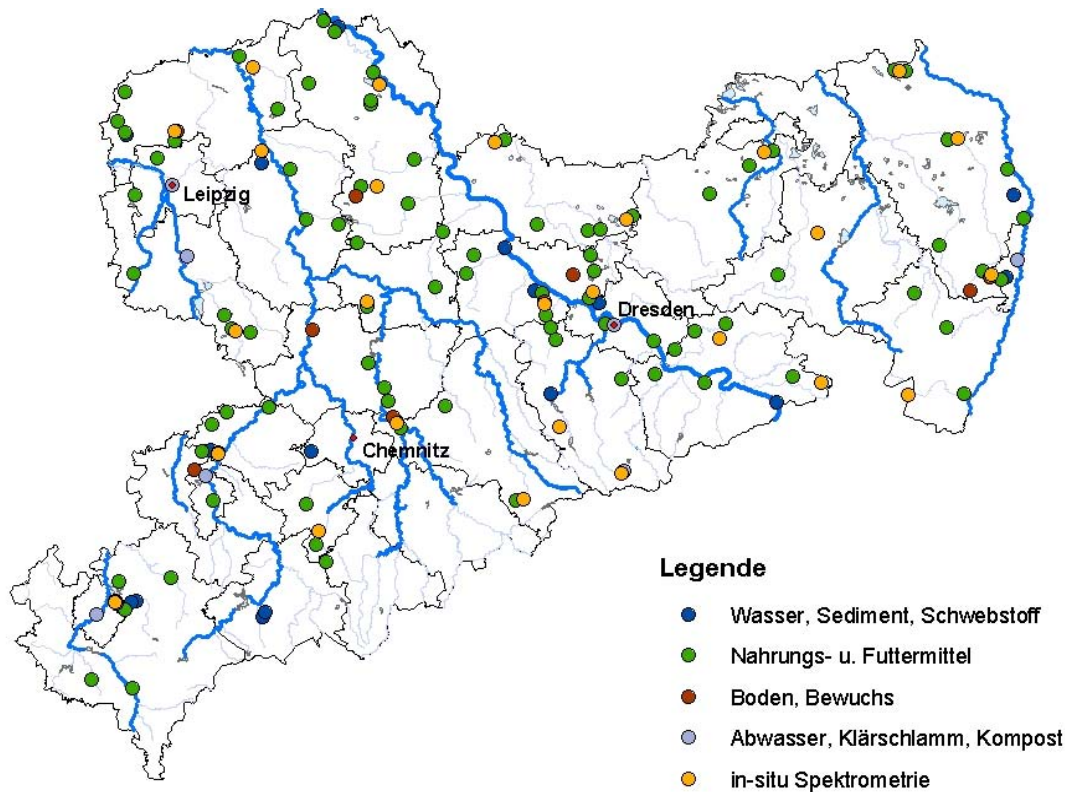 Leipzig
Dresden
Chemnitz
Legende
Wasser, Sediment, Schwebstoff
Nahrungs- u. Futtermittel
Boden, Bewuchs
Abwasser, Klärschlamm, Kompost
in-situ Spektrometrie